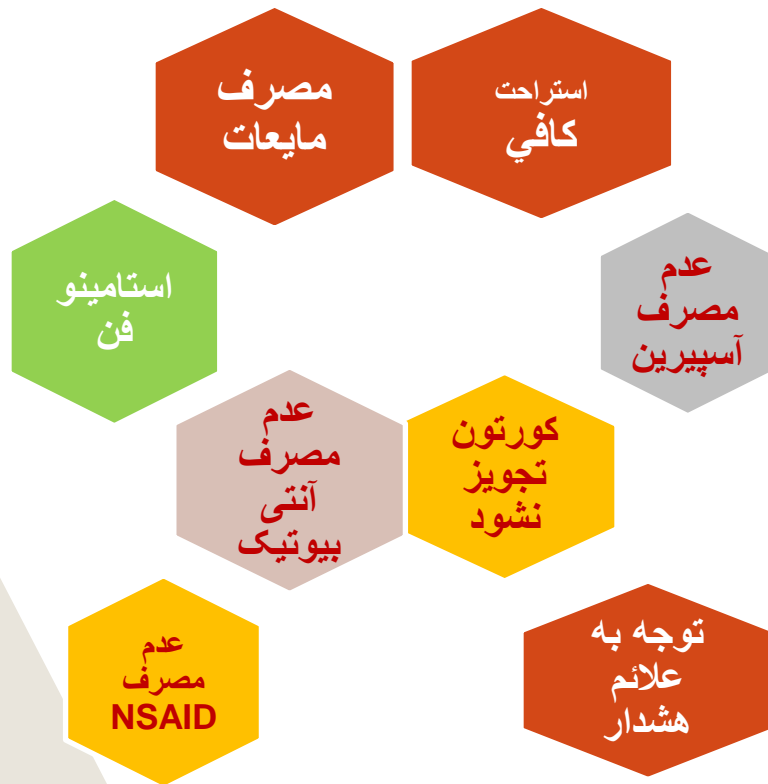 استراحت
كافي
مصرف
مایعات
عدم
مصرف
آسپیرین
استامینو
فن
کورتون
تجویز
نشود
عدم
مصرف
آنتی
بیوتیک
توجه به
علائم
هشدار
عدم
مصرف
NSAID